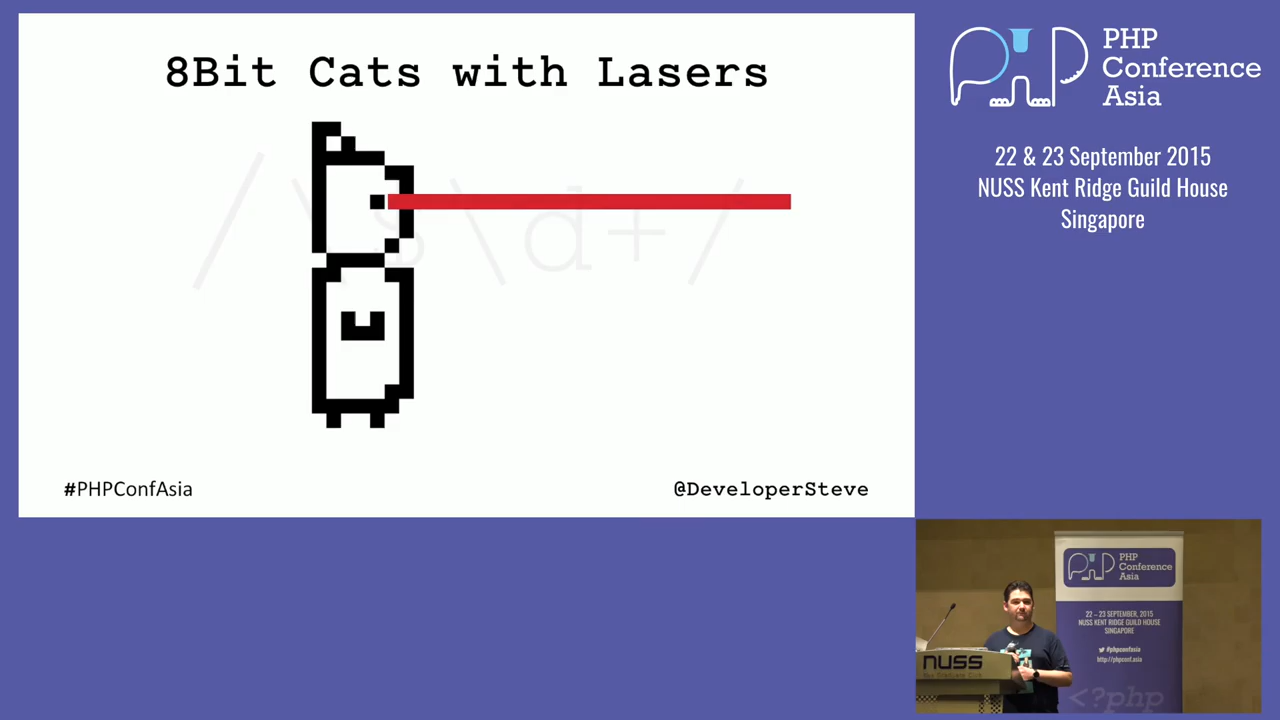 8Bit Cats with Lasers
/\$\d+/
#PHPConfAsia
@DeveloperSteve
PHP
Conference
Asia
22 & 23 September 2015
NUSS Kent Ridge Guild House
Singapore
PHP
Conference
Asia
22 – 23 SEPTEMBER, 2015
NUSS KENT RIDGE GUILD HOUSE
SINGAPORE
#phpconfasia
http://phpconf.asia
<?php
NUSS